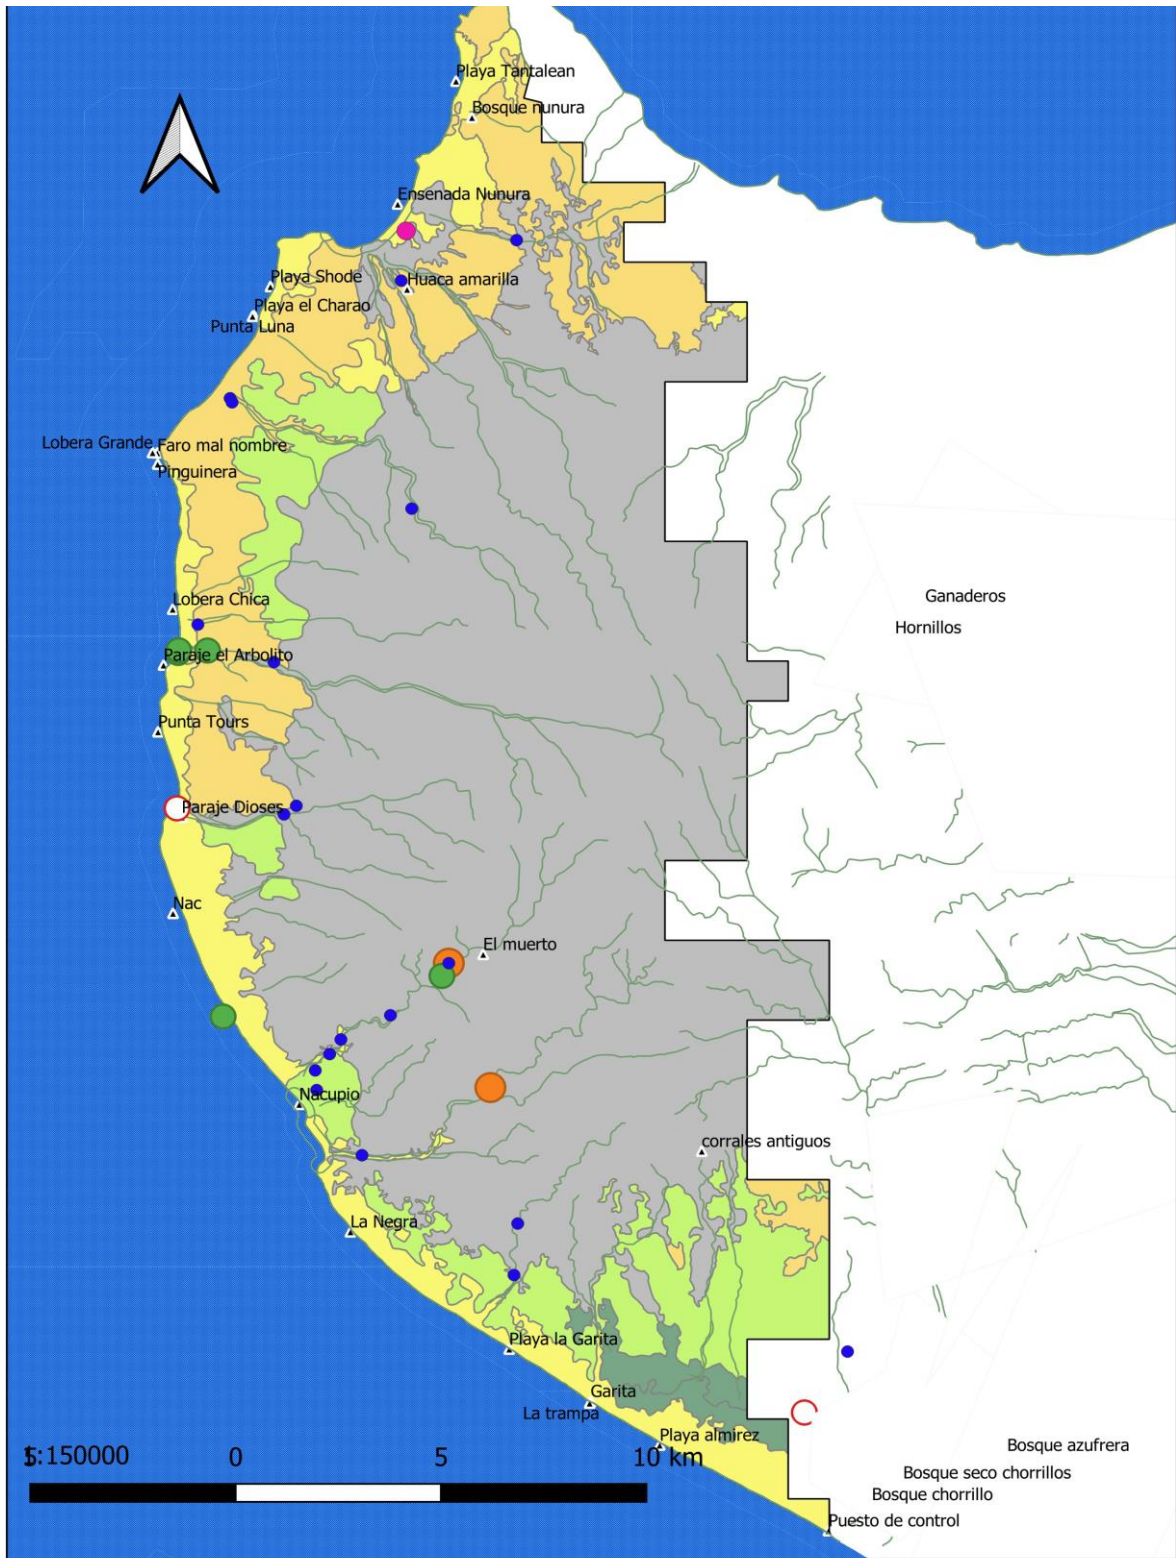 Playa Tantalean
Bosque nunura
Ensenada Nunura
Playa Shode
Huaca amarilla
Playa el Charao
Punta Luna
Lobera Grande
Faro mal nombre
Pinguinera
Ganaderos
Lobera Chica
Hornillos
Paraje el Arbolito
Punta Tours
Paraje Dioses
Nac
El muerto
Nacupio
corrales antiguos
La Negra
Playa la Garita
Garita
La trampa
Playa almirez
Bosque azufrera
:150000 0 5 10 km
Bosque seco chorrillos
Bosque chorrillo
Puesto de control